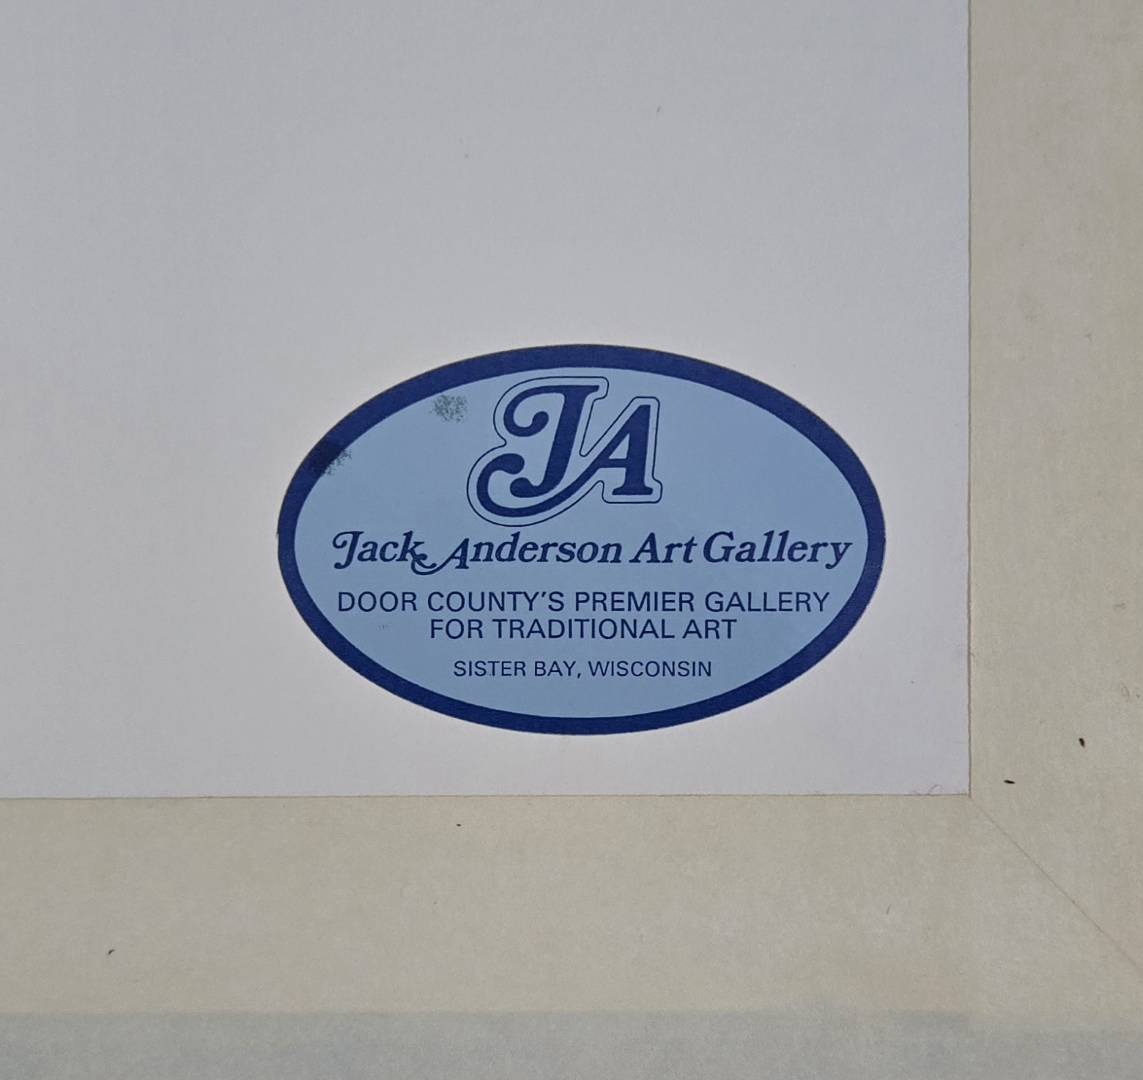 JA
Jack Anderson Art Gallery
DOOR COUNTY'S PREMIER GALLERY
FOR TRADITIONAL ART
SISTER BAY, WISCONSIN